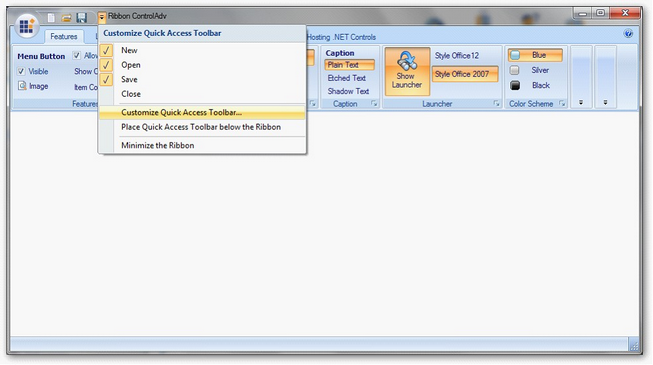 Ribbon ControlAdv
Customize Quick Access Toolbar
New
Open
Save
Close
Customize Quick Access Toolbar...
Place Quick Access Toolbar below the Ribbon
Minimize the Ribbon
Features
Hosting .NET Controls
Menu Button
Visible
Image
Allow
Show C
Item Co
Features
Caption
Plain Text
Etched Text
Shadow Text
Caption
Show
Launcher
Style Office12
Style Office 2007
Launcher
Blue
Silver
Black
Color Scheme